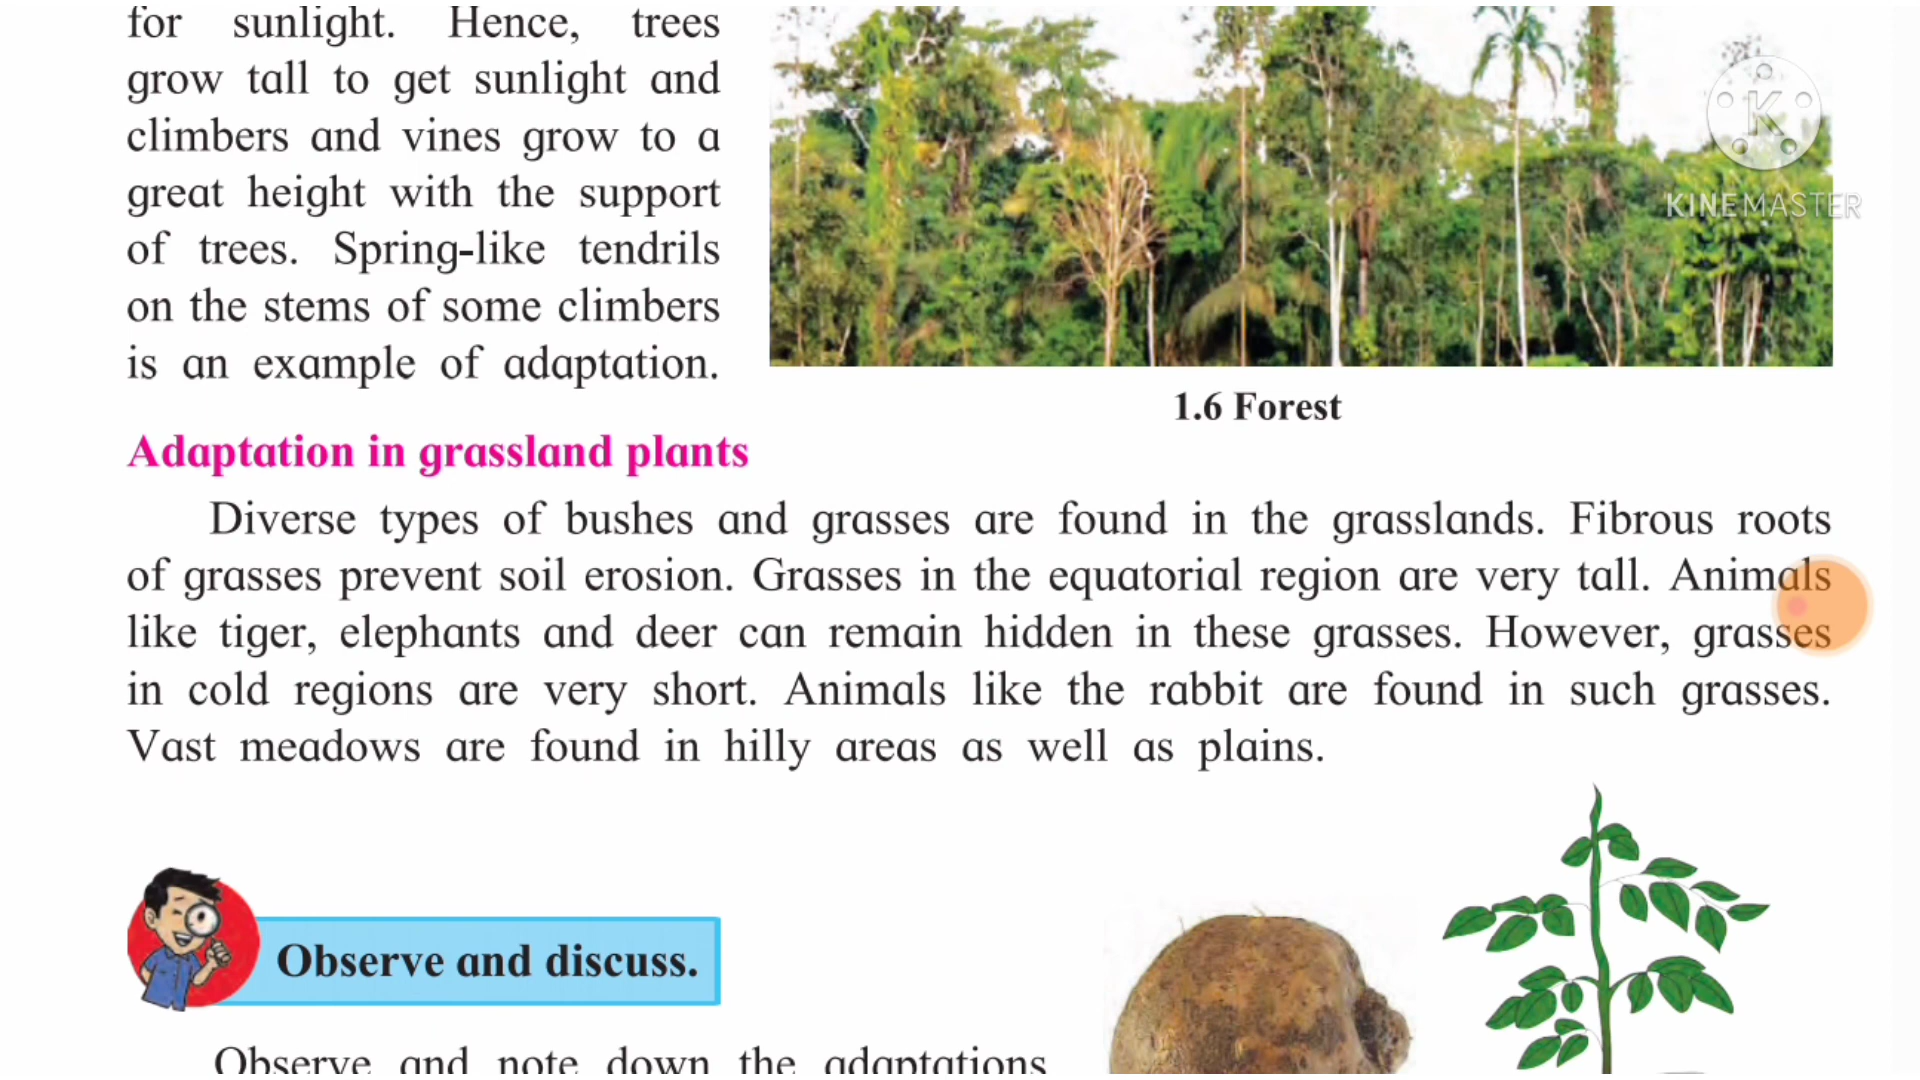 for sunlight. Hence, trees
grow tall to get sunlight and
climbers and vines grow to a
great height with the support
of trees. Spring-like tendrils
on the stems of some climbers
is an example of adaptation.
KINEMASTER
1.6 Forest
Adaptation in grassland plants
Diverse types of bushes and grasses are found in the grasslands. Fibrous roots
of grasses prevent soil erosion. Grasses in the equatorial region are very tall. Animals
like tiger, elephants and deer can remain hidden in these grasses. However, grasses
in cold regions are very short. Animals like the rabbit are found in such grasses.
Vast meadows are found in hilly areas as well as plains.
Observe and discuss.
Observe and note down the adaptations